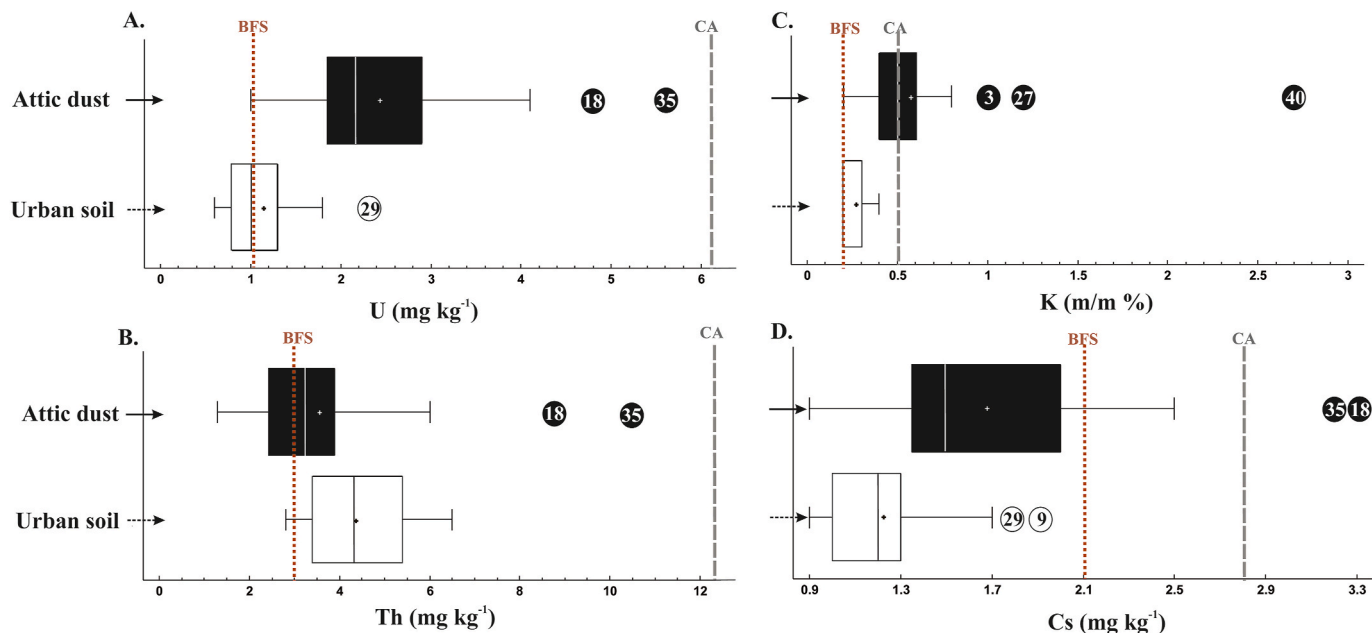 A.
BFS
CA
Attic dust
18
35
Urban soil
29
0 1 2 3 4 5 6
U (mg kg-1)
C.
BFS
CA
3
27
40
0 0.5 1 1.5 2 2.5 3
K (m/m %)
B.
BFS
CA
Attic dust
18
35
Urban soil
0 2 4 6 8 10 12
Th (mg kg-1)
D.
BFS
CA
35
18
29
9
0.9 1.3 1.7 2.1 2.5 2.9 3.3
Cs (mg kg-1)